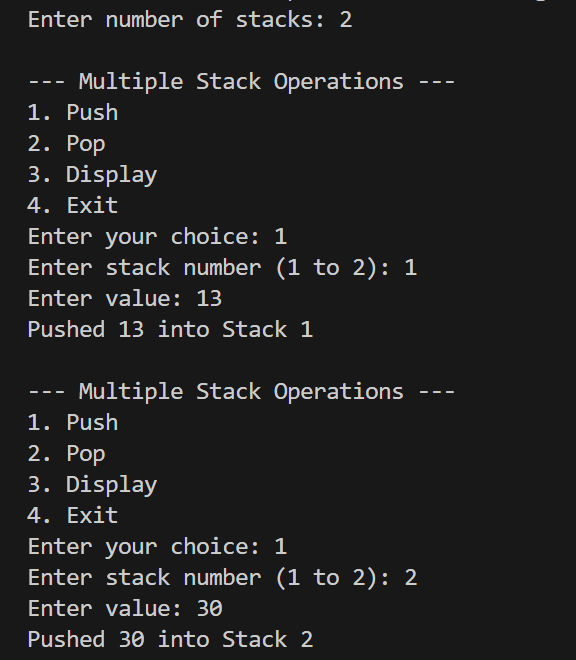 Enter number of stacks: 2
--- Multiple Stack Operations ---
1. Push
2. Pop
3. Display
4. Exit
Enter your choice: 1
Enter stack number (1 to 2): 1
Enter value: 13
Pushed 13 into Stack 1
--- Multiple Stack Operations ---
1. Push
2. Pop
3. Display
4. Exit
Enter your choice: 1
Enter stack number (1 to 2): 2
Enter value: 30
Pushed 30 into Stack 2